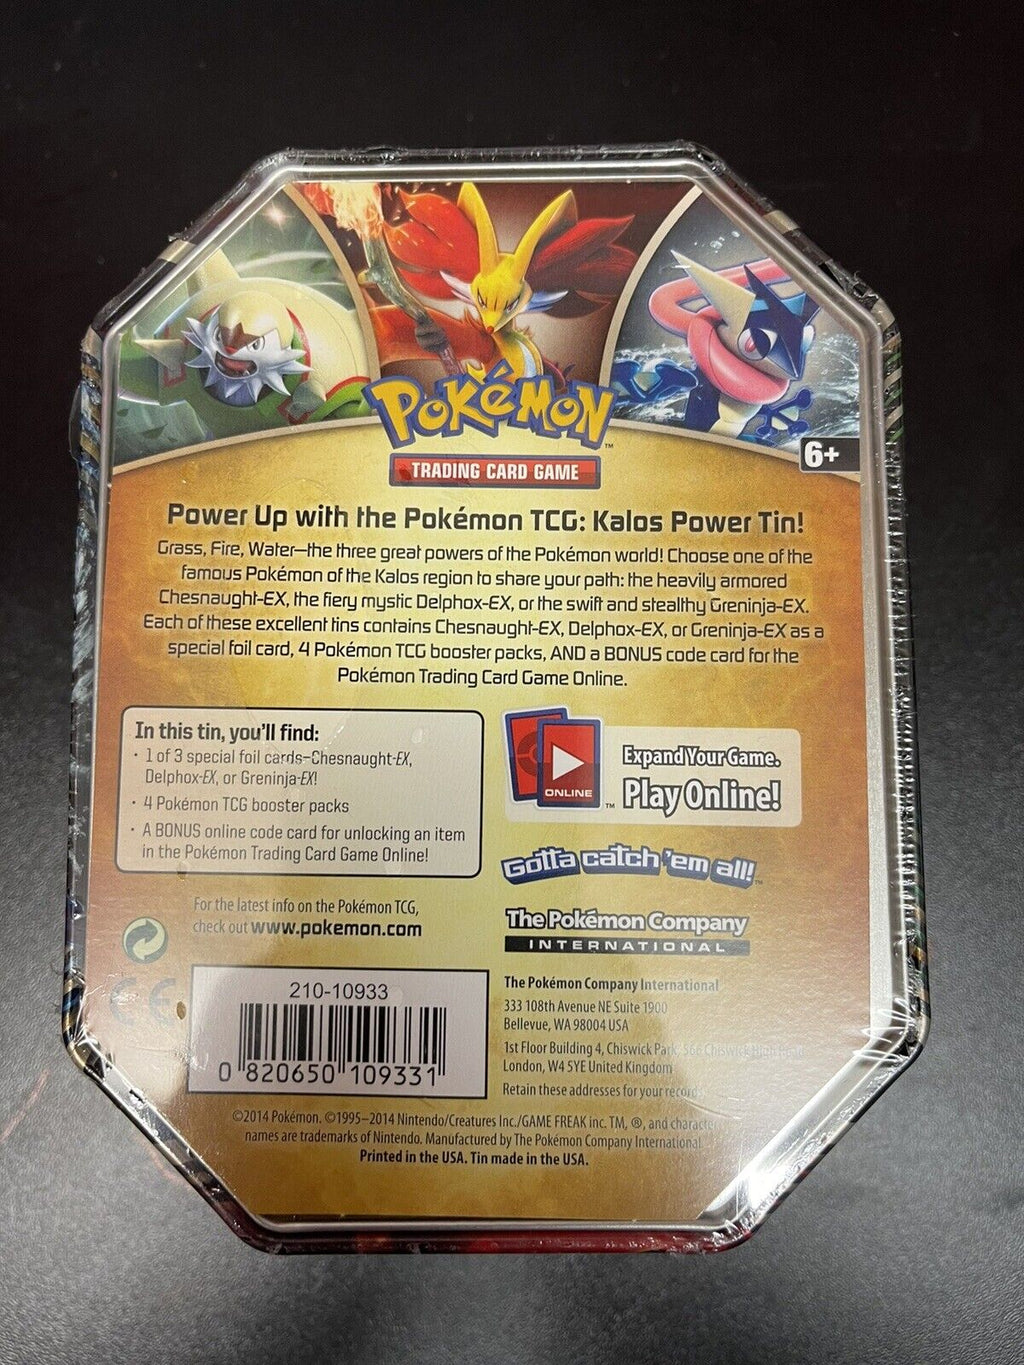 POKéMON™
TRADING CARD GAME
6+
Power Up with the Pokémon TCG: Kalos Power Tin!
Grass, Fire, Water—the three great powers of the Pokémon world! Choose one of the
famous Pokémon of the Kalos region to share your path: the heavily armored
Chesnaught-EX, the fiery mystic Delphox-EX, or the swift and stealthy Greninja-EX.
Each of these excellent tins contains Chesnaught-EX, Delphox-EX, or Greninja-EX as a
special foil card, 4 Pokémon TCG booster packs, AND a BONUS code card for the
Pokémon Trading Card Game Online.
In this tin, you'll find:
• 1 of 3 special foil cards–Chesnaught-EX,
Delphox-EX, or Greninja-EX!
• 4 Pokémon TCG booster packs
• A BONUS online code card for unlocking an item
in the Pokémon Trading Card Game Online!
ONLINE ™
Expand Your Game.
Play Online!
Gotta catch 'em all!™
For the latest info on the Pokémon TCG,
check out www.pokemon.com
The Pokémon Company
INTERNATIONAL
CE
210-10933
0 820650 109331
The Pokémon Company International
333 108th Avenue NE Suite 1900
Bellevue, WA 98004 USA
1st Floor Building 4, Chiswick Park, 566 Chiswick High
London, W4 5YE United Kingdom
Retain these addresses for your records.
©2014 Pokémon. ©1995–2014 Nintendo/Creatures Inc./GAME FREAK inc. TM, ®, and character
names are trademarks of Nintendo. Manufactured by The Pokémon Company International.
Printed in the USA. Tin made in the USA.